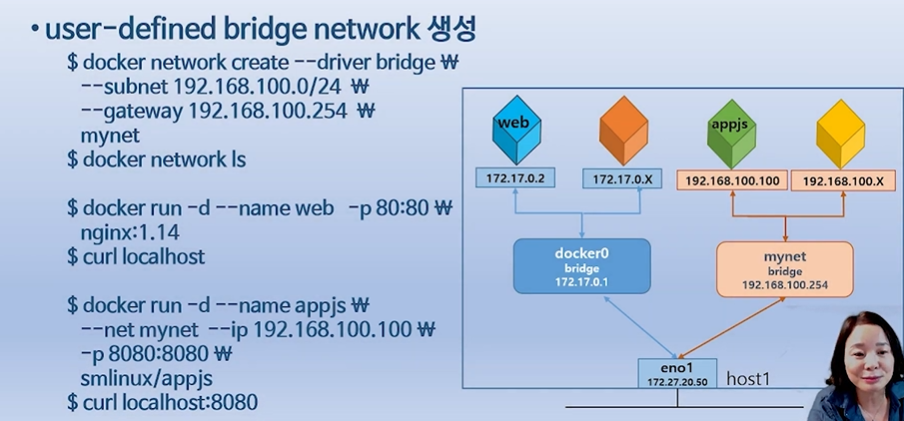 • user-defined bridge network 생성
$ docker network create --driver bridge ₩
--subnet 192.168.100.0/24 ₩
--gateway 192.168.100.254 ₩
mynet
$ docker network ls
$ docker run -d --name web -p 80:80 ₩
nginx:1.14
$ curl localhost
$ docker run -d --name appjs ₩
--net mynet --ip 192.168.100.100 ₩
-p 8080:8080 ₩
smlinux/appjs
$ curl localhost:8080
web
appjs
172.17.0.2
172.17.0.X
192.168.100.100
192.168.100.X
docker0
bridge
172.17.0.1
mynet
bridge
192.168.100.254
eno1
172.27.20.50
host1